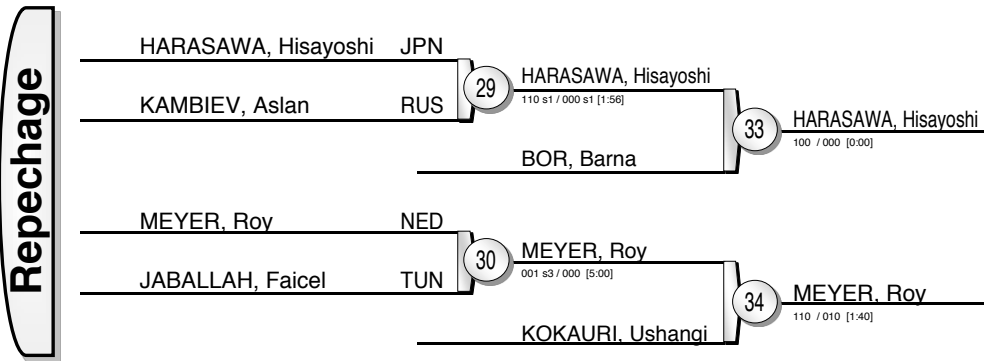 Repechage
HARASAWA, Hisayoshi JPN
KAMBIEV, Aslan RUS
29
HARASAWA, Hisayoshi
110 s1 / 000 s1 [1:56]
BOR, Barna
33
HARASAWA, Hisayoshi
100 / 000 [0:00]
MEYER, Roy NED
JABALLAH, Faicel TUN
30
MEYER, Roy
001 s3 / 000 [5:00]
KOKAURI, Ushangi
34
MEYER, Roy
110 / 010 [1:40]